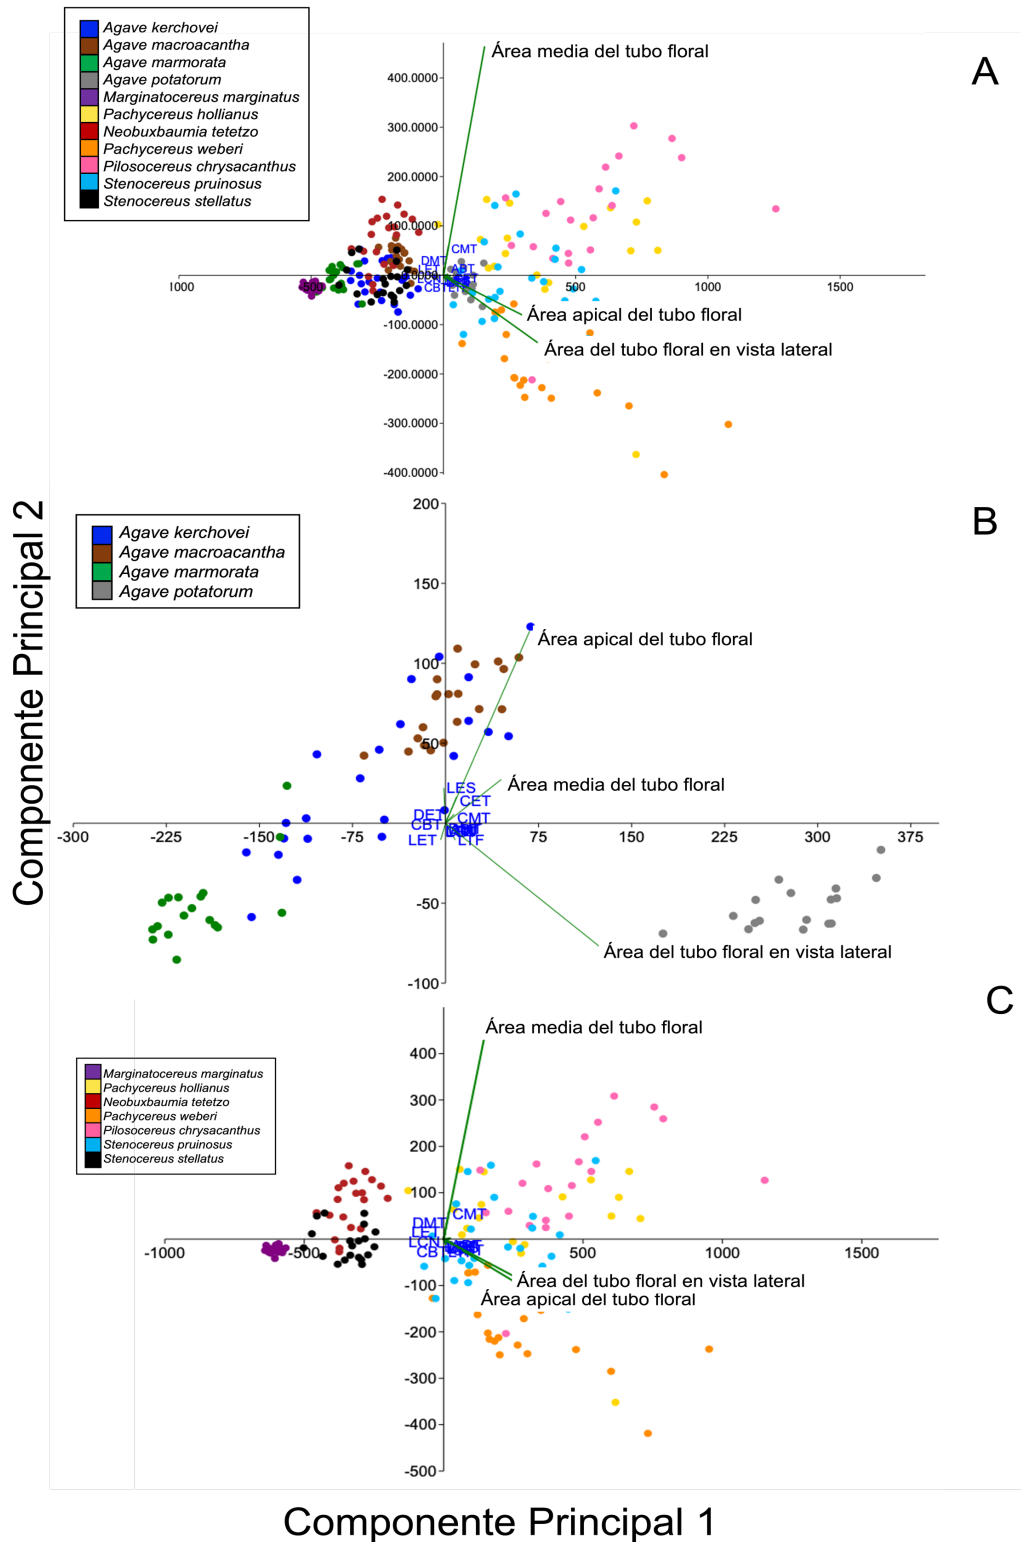 Agave kerchovei
Agave macroacantha
Agave marmorata
Agave potatorum
Marginatocereus marginatus
Pachycereus hollianus
Neobuxbaumia tetetzo
Pachycereus weberi
Pilosocereus chrysacanthus
Stenocereus pruinosus
Stenocereus stellatus
A
Área media del tubo floral
400.0000
300.0000
200.0000
100.0000
CMT
DMT
ABT
1000
500
500
1000
1500
Área apical del tubo floral
-100.0000
Área del tubo floral en vista lateral
-200.0000
-300.0000
-400.0000
Componente Principal 2
B
Agave kerchovei
Agave macroacantha
Agave marmorata
Agave potatorum
200
150
Área apical del tubo floral
100
50
Área media del tubo floral
LES
CET
DET
CMT
CBT
LET
LTF
-300
-225
-150
-75
75
150
225
300
375
-50
Área del tubo floral en vista lateral
-100
C
Marginatocereus marginatus
Pachycereus hollianus
Neobuxbaumia tetetzo
Pachycereus weberi
Pilosocereus chrysacanthus
Stenocereus pruinosus
Stenocereus stellatus
Área media del tubo floral
400
300
200
100
CMT
DMT
LET
LCN
-1000
-500
500
1000
1500
Área del tubo floral en vista lateral
-100
Área apical del tubo floral
-200
-300
-400
-500
Componente Principal 1